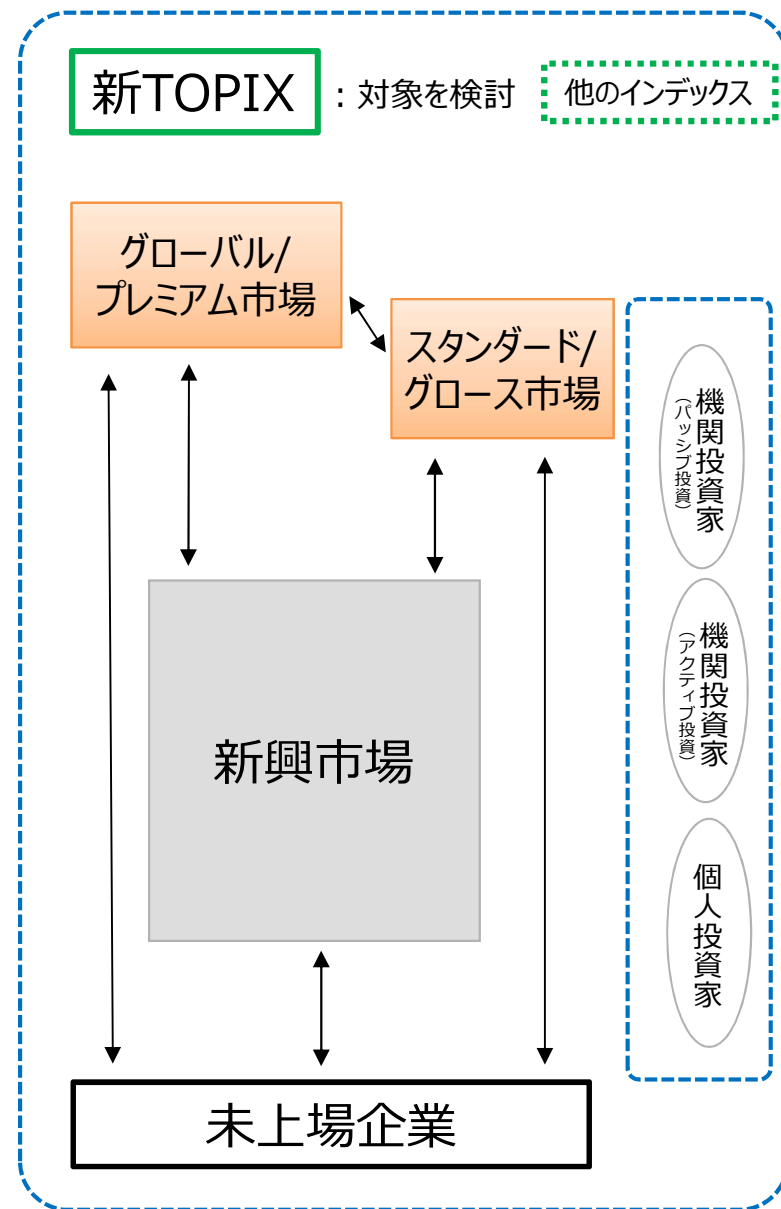 新TOPIX
：対象を検討
他のインデックス
グローバル/
プレミアム市場
スタンダード/
グロース市場
機関投資家
（パッシブ投資）
機関投資家
（アクティブ投資）
個人投資家
新興市場
未上場企業